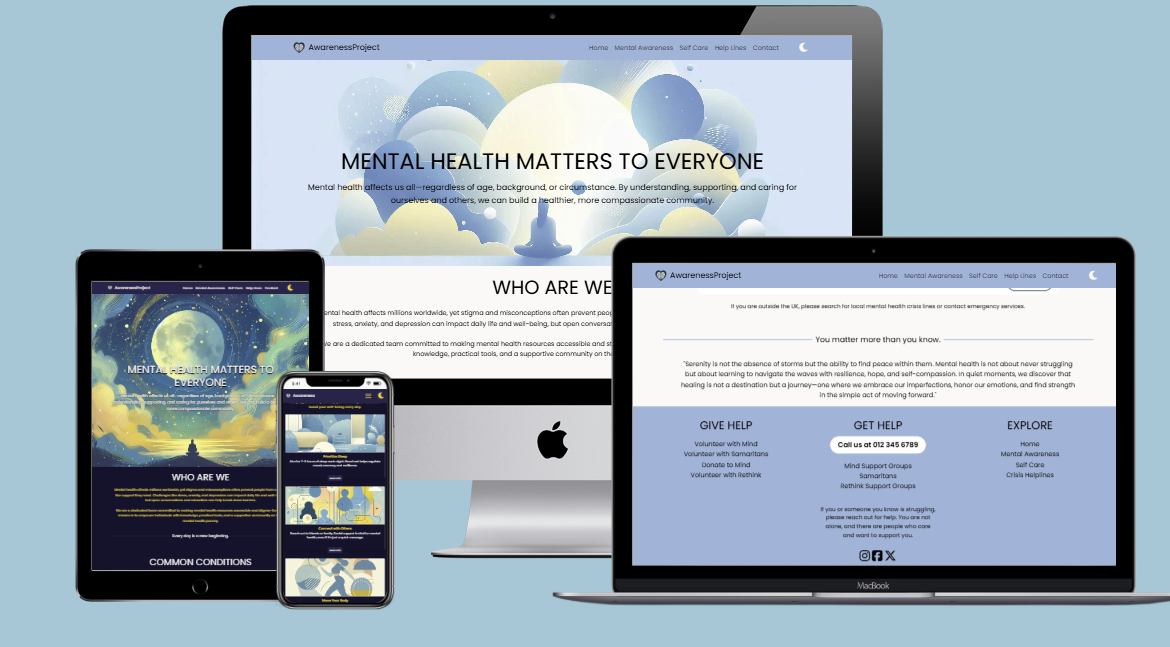 AwarenessProject
Home Mental Awareness Self Care Help Lines Contact
MENTAL HEALTH MATTERS TO EVERYONE
Mental health affects us all—regardless of age, background, or circumstance. By understanding, supporting, and caring for
ourselves and others, we can build a healthier, more compassionate community.
WHO ARE WE
mental health affects millions worldwide, yet stigma and misconceptions often prevent
stress, anxiety, and depression can impact daily life and well-being, but open
are a dedicated team committed to making mental health resources accessible and
knowledge, practical tools, and a supportive community on
AwarenessProject
Home Mental Awareness Self Care Help Lines Contact
If you are outside the UK, please search for local mental health crisis lines or contact emergency services.
You matter more than you know.
"Serenity is not the absence of storms but the ability to find peace within them. Mental health is not about never struggling
but about learning to navigate the waves with resilience, hope, and self-compassion. In quiet moments, we discover that
healing is not a destination but a journey—one where we embrace our imperfections, honor our emotions, and find strength
in the simple act of moving forward."
GIVE HELP
Volunteer with Mind
Volunteer with Samaritans
Donate to Mind
Volunteer with Rethink
GET HELP
Call us at 012 345 6789
Mind Support Groups
Samaritans
Rethink Support Groups
If you or someone you know is struggling,
please reach out for help. You are not
alone, and there are people who care
and want to support you.
EXPLORE
Home
Mental Awareness
Self Care
Crisis Helplines
MacBook
AwarenessProject
Home Mental Awareness Self Care Help Lines Contact
MENTAL HEALTH MATTERS TO
EVERYONE
WHO ARE WE
Every day is a new beginning.
COMMON CONDITIONS
9:41
Awareness
Prioritize Sleep
Connect with Others
Move Your Body